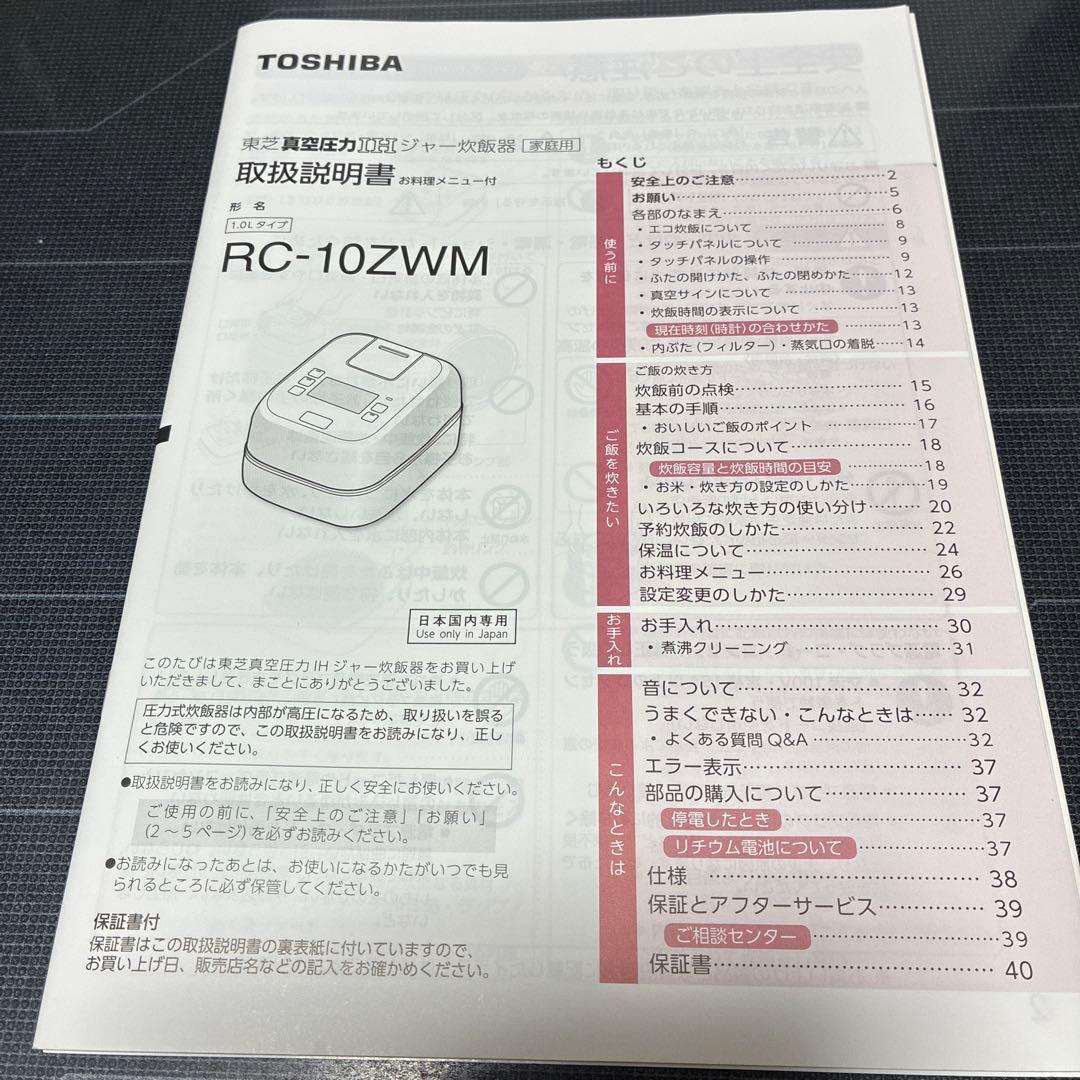 TOSHIBA
東芝真空圧力IHジャー炊飯器 家庭用
取扱説明書 お料理メニュー付
形 名
1.0Lタイプ
RC-10ZWM
日本国内専用
Use only in Japan
このたびは東芝真空圧力IHジャー炊飯器をお買い上げ
いただきまして、まことにありがとうございました。
圧力式炊飯器は内部が高圧になるため、取り扱いを誤る
と危険ですので、この取扱説明書をお読みになり、正し
くお使いください。
●取扱説明書をお読みになり、正しく安全にお使いください。
ご使用の前に、「安全上のご注意」「お願い」
(2～5ページ)を必ずお読みください。
●お読みになったあとは、お使いになるかたがいつでも見
られるところに必ず保管してください。
保証書付
保証書はこの取扱説明書の裏表紙に付いていますので、
お買い上げ日、販売店名などの記入をお確かめください。
もくじ
使う前に
安全上のご注意……………………2
お願い……………………5
各部のなまえ……………………6
・エコ炊飯について ……………………8
・タッチパネルについて ……………………9
・タッチパネルの操作 ……………………9
・ふたの開けかた、ふたの閉めかた………12
・真空サインについて ……………………13
・炊飯時間の表示について ……………………13
現在時刻(時計)の合わせかた …………13
・内ぶた(フィルター)・蒸気口の着脱……14
ご飯を炊きたい
ご飯の炊き方
炊飯前の点検……………………15
基本の手順……………………16
・おいしいご飯のポイント ……………………17
炊飯コースについて……………………18
炊飯容量と炊飯時間の目安 …………18
・お米・炊き方の設定のしかた…………19
いろいろな炊き方の使い分け……… 20
予約炊飯のしかた…………………… 22
保温について…………………… 24
お料理メニュー…………………… 26
設定変更のしかた…………………… 29
お手入れ
お手入れ…………………… 30
・煮沸クリーニング ……………………31
こんなときは
音について…………………… 32
うまくできない・こんなときは…… 32
・よくある質問Q&A……………………32
エラー表示…………………… 37
部品の購入について…………………… 37
停電したとき ……………………37
リチウム電池について ……………………37
仕様 …………………… 38
保証とアフターサービス…………… 39
ご相談センター ……………………39
保証書…………………… 40